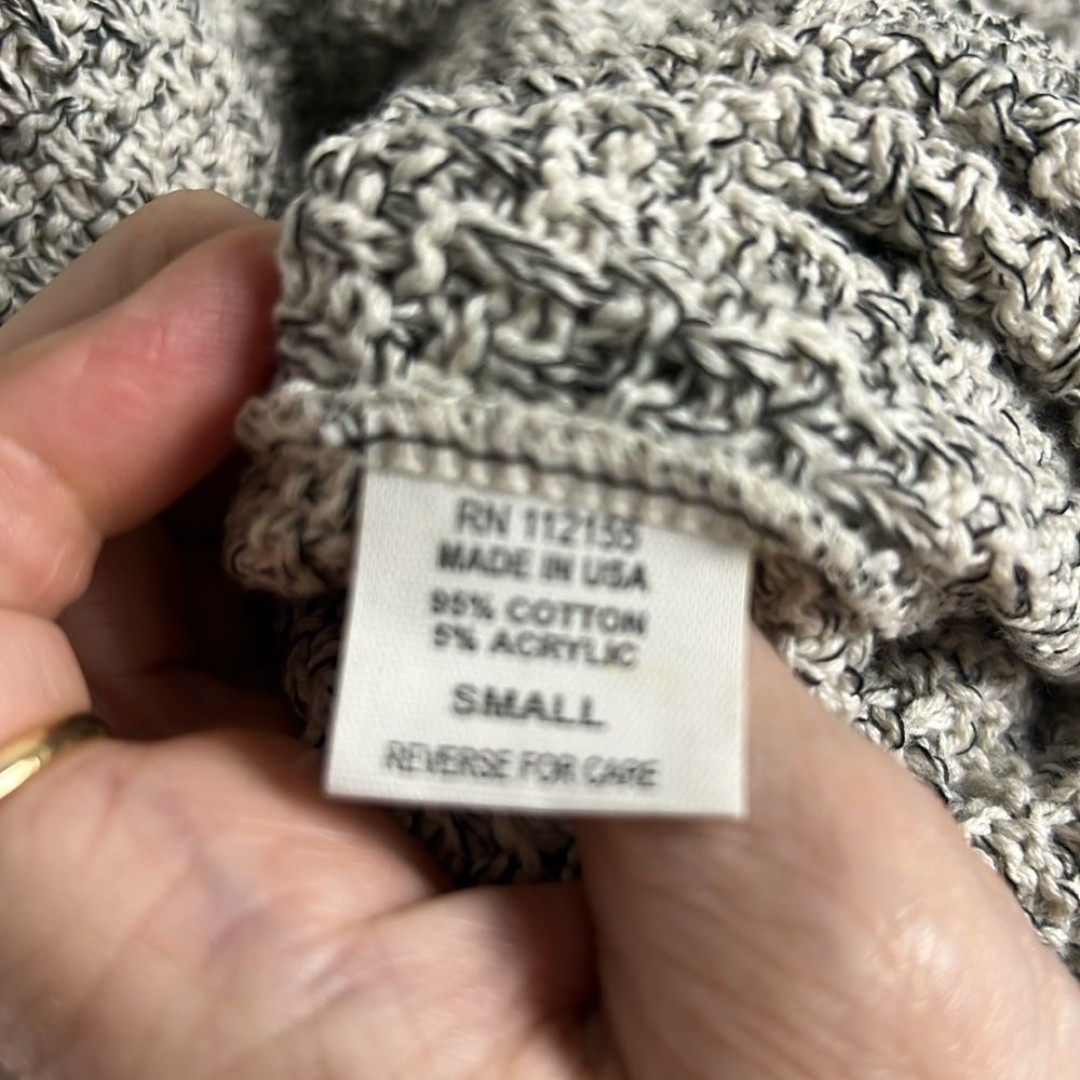 RN 112155
MADE IN USA
95% COTTON
5% ACRYLIC
SMALL
REVERSE FOR CARE